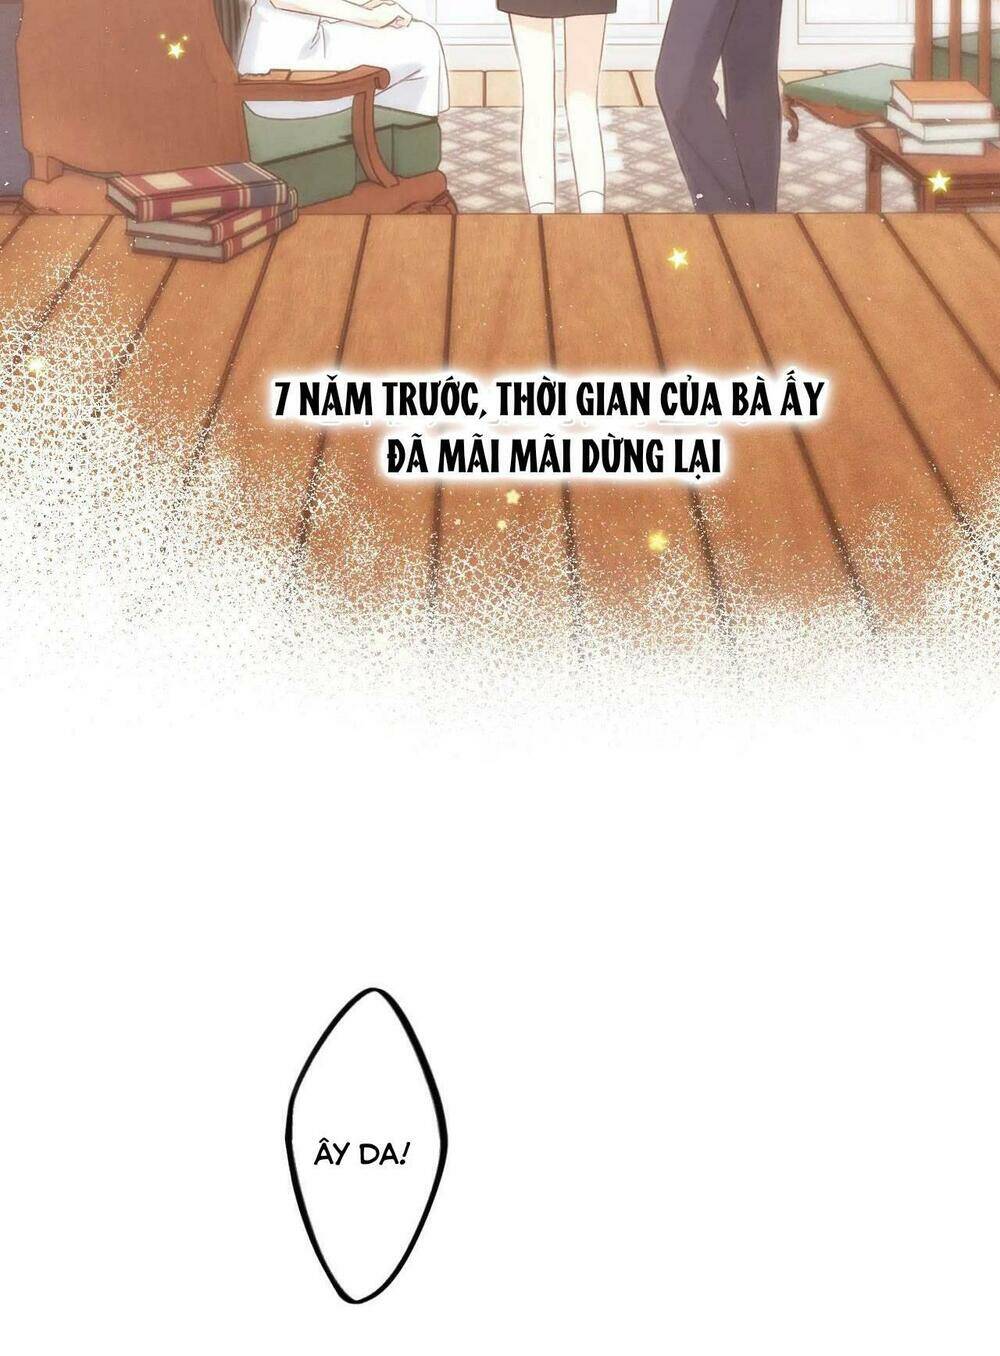 7 NĂM TRƯỚC, THỜI GIAN CỦA BÀ ẤY
ĐÃ MÃI MÃI DỪNG LẠI
ÂY DA!